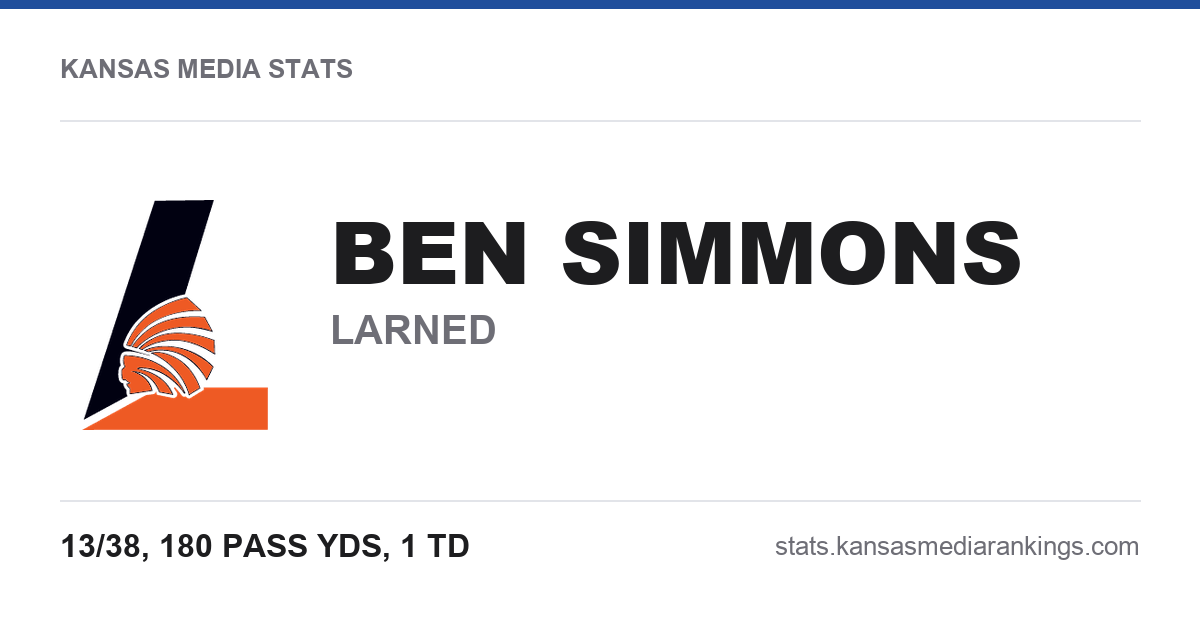 KANSAS MEDIA STATS
BEN SIMMONS
LARNED
13/38, 180 PASS YDS, 1 TD
stats.kansasmediarankings.com